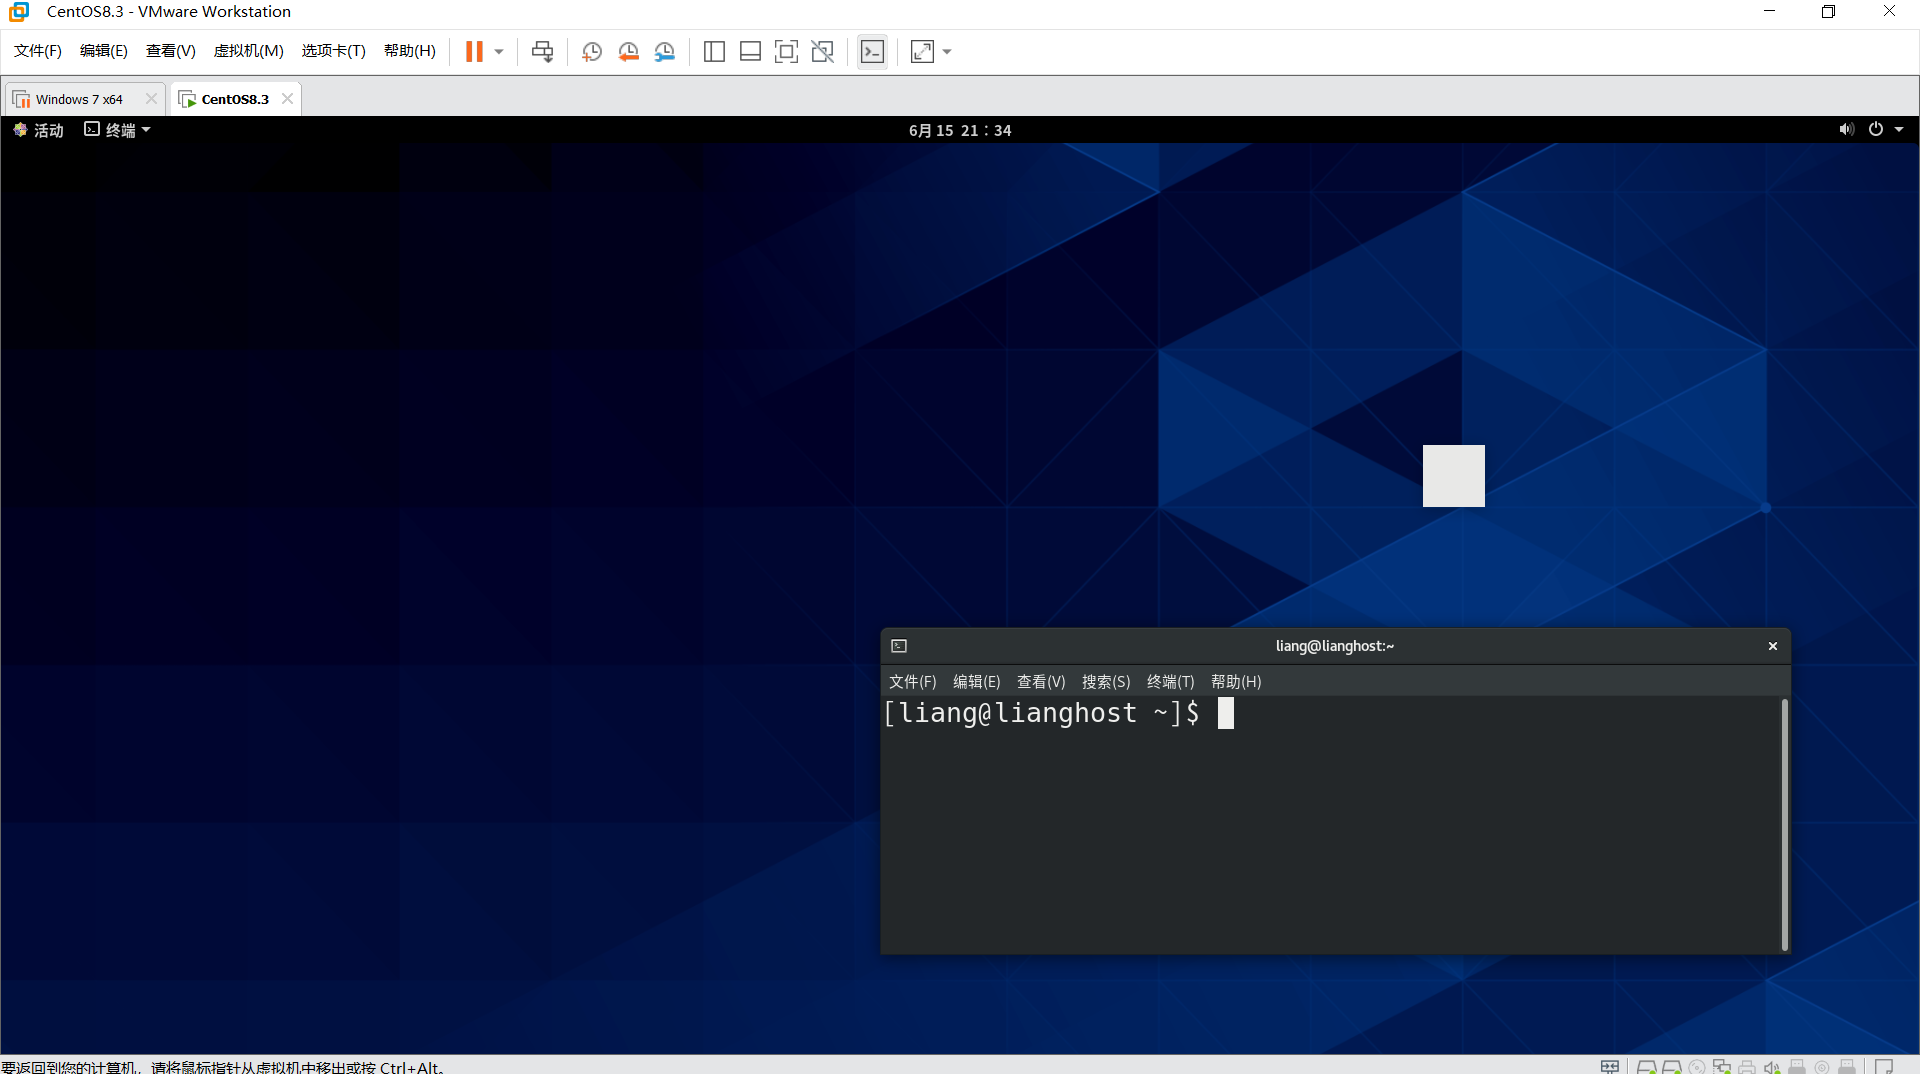 CentOS8.3 - VMware Workstation
文件(F) 编辑(E) 查看(V) 虚拟机(M) 选项卡(T) 帮助(H)
Windows 7 x64 CentOS8.3
活动 终端 6月 15 21：34
liang@lianghost:~
文件(F) 编辑(E) 查看(V) 搜索(S) 终端(T) 帮助(H)
[liang@lianghost ~]$
要返回到您的计算机，请将鼠标指针从虚拟机中移出或按 Ctrl+Alt。